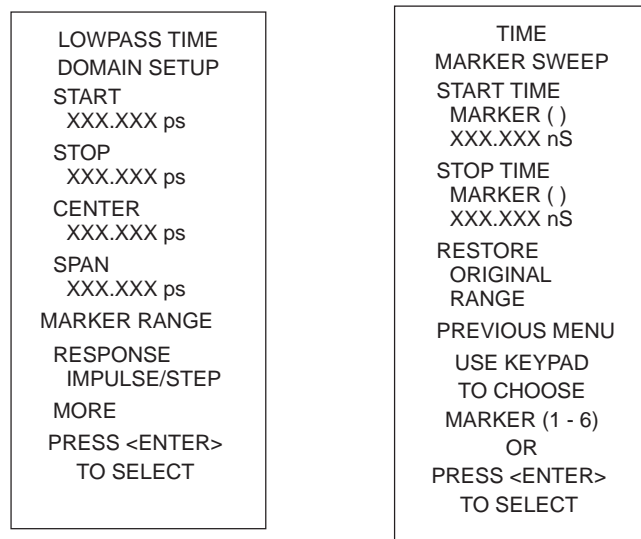 LOWPASS TIME
DOMAIN SETUP
START
XXX.XXX ps
STOP
XXX.XXX ps
CENTER
XXX.XXX ps
SPAN
XXX.XXX ps
MARKER RANGE
RESPONSE
IMPULSE/STEP
MORE
PRESS <ENTER>
TO SELECT
TIME
MARKER SWEEP
START TIME
MARKER ( )
XXX.XXX nS
STOP TIME
MARKER ( )
XXX.XXX nS
RESTORE
ORIGINAL
RANGE
PREVIOUS MENU
USE KEYPAD
TO CHOOSE
MARKER (1 - 6)
OR
PRESS <ENTER>
TO SELECT